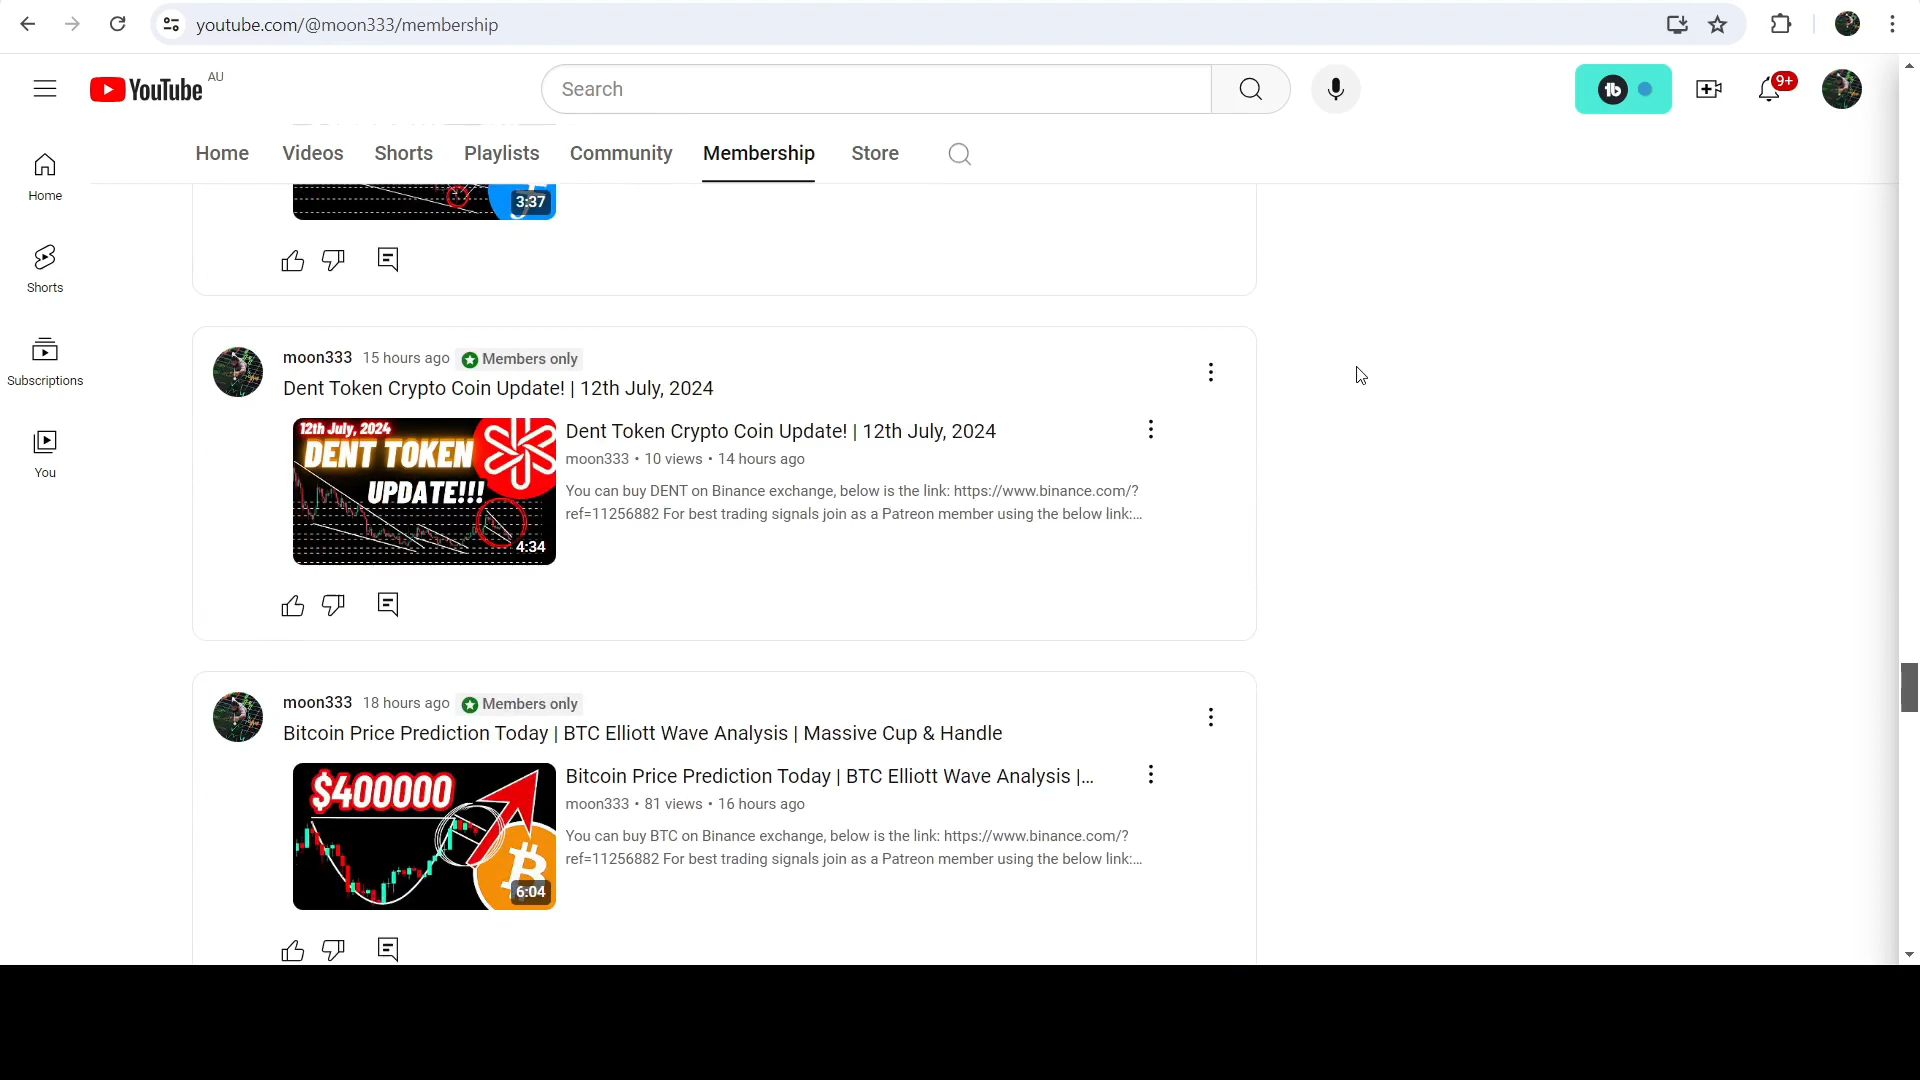 youtube.com/@moon333/membership
YouTube AU
Search
9+
Home Videos Shorts Playlists Community Membership Store
Home
Shorts
Subscriptions
You
3:37
moon333 15 hours ago Members only
Dent Token Crypto Coin Update! | 12th July, 2024
12th July, 2024
DENT TOKEN
UPDATE!!!
4:34
Dent Token Crypto Coin Update! | 12th July, 2024
moon333 • 10 views • 14 hours ago
You can buy DENT on Binance exchange, below is the link: https://www.binance.com/?
ref=11256882 For best trading signals join as a Patreon member using the below link:...
moon333 18 hours ago Members only
Bitcoin Price Prediction Today | BTC Elliott Wave Analysis | Massive Cup & Handle
$400000
6:04
Bitcoin Price Prediction Today | BTC Elliott Wave Analysis |...
moon333 • 81 views • 16 hours ago
You can buy BTC on Binance exchange, below is the link: https://www.binance.com/?
ref=11256882 For best trading signals join as a Patreon member using the below link:...